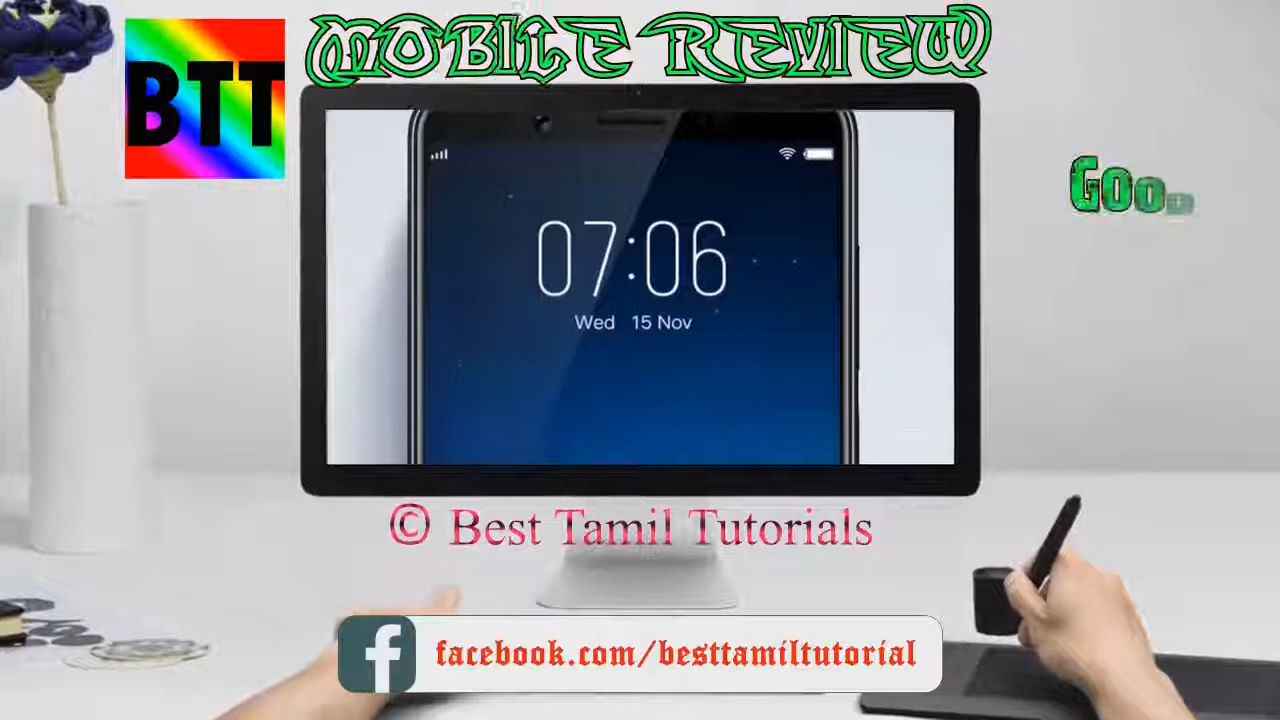 BTT
MOBILE REVIEW
07:06
Wed 15 Nov
© Best Tamil Tutorials
facebook.com/besttamiltutorial